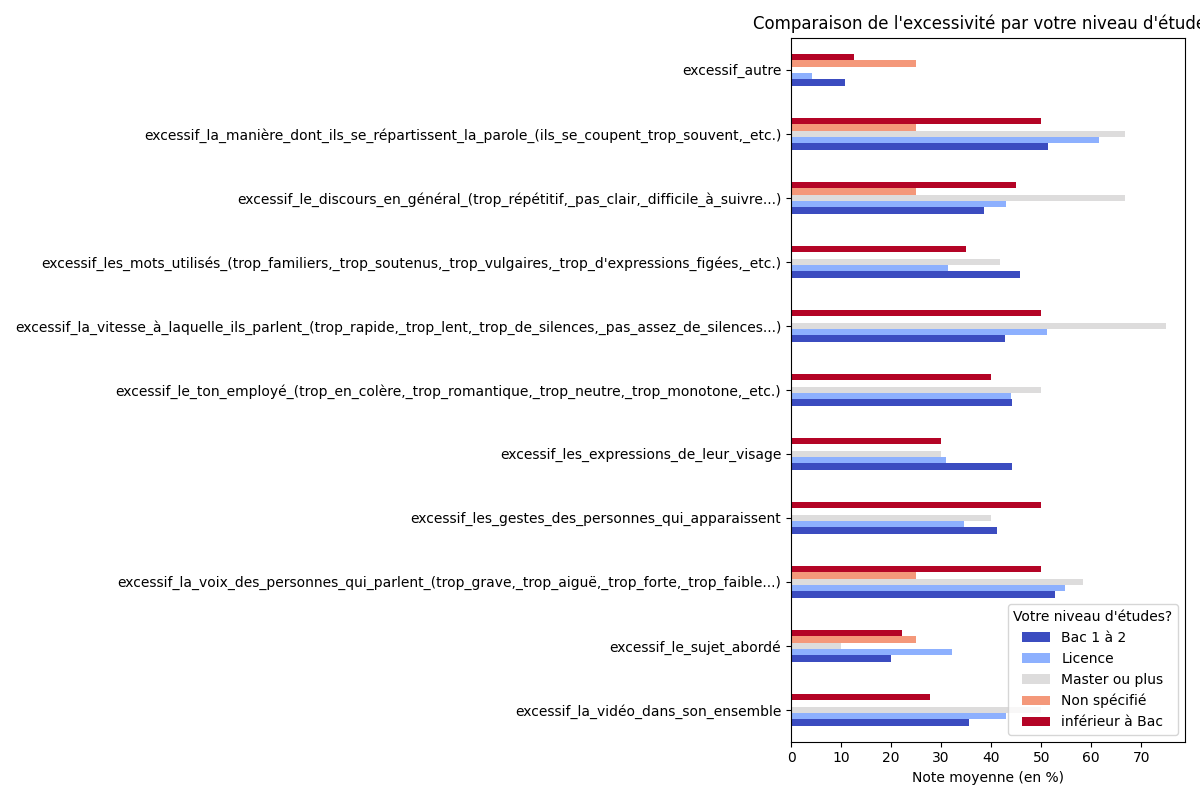 Comparaison de l'excessivité par votre niveau d'étude
excessif_autre
excessif_la_manière_dont_ils_se_répartissent_la_parole_(ils_se_coupent_trop_souvent,_etc.)
excessif_le_discours_en_général_(trop_répétitif,_pas_clair,_difficile_à_suivre...)
excessif_les_mots_utilisés_(trop_familiers,_trop_soutenus,_trop_vulgaires,_trop_d'expressions_figées,_etc.)
excessif_la_vitesse_à_laquelle_ils_parlent_(trop_rapide,_trop_lent,_trop_de_silences,_pas_assez_de_silences...)
excessif_le_ton_employé_(trop_en_colère,_trop_romantique,_trop_neutre,_trop_monotone,_etc.)
excessif_les_expressions_de_leur_visage
excessif_les_gestes_des_personnes_qui_apparaissent
excessif_la_voix_des_personnes_qui_parlent_(trop_grave,_trop_aiguë,_trop_forte,_trop_faible...)
excessif_le_sujet_abordé
excessif_la_vidéo_dans_son_ensemble
Votre niveau d'études?
Bac 1 à 2
Licence
Master ou plus
Non spécifié
inférieur à Bac
0 10 20 30 40 50 60 70
Note moyenne (en %)